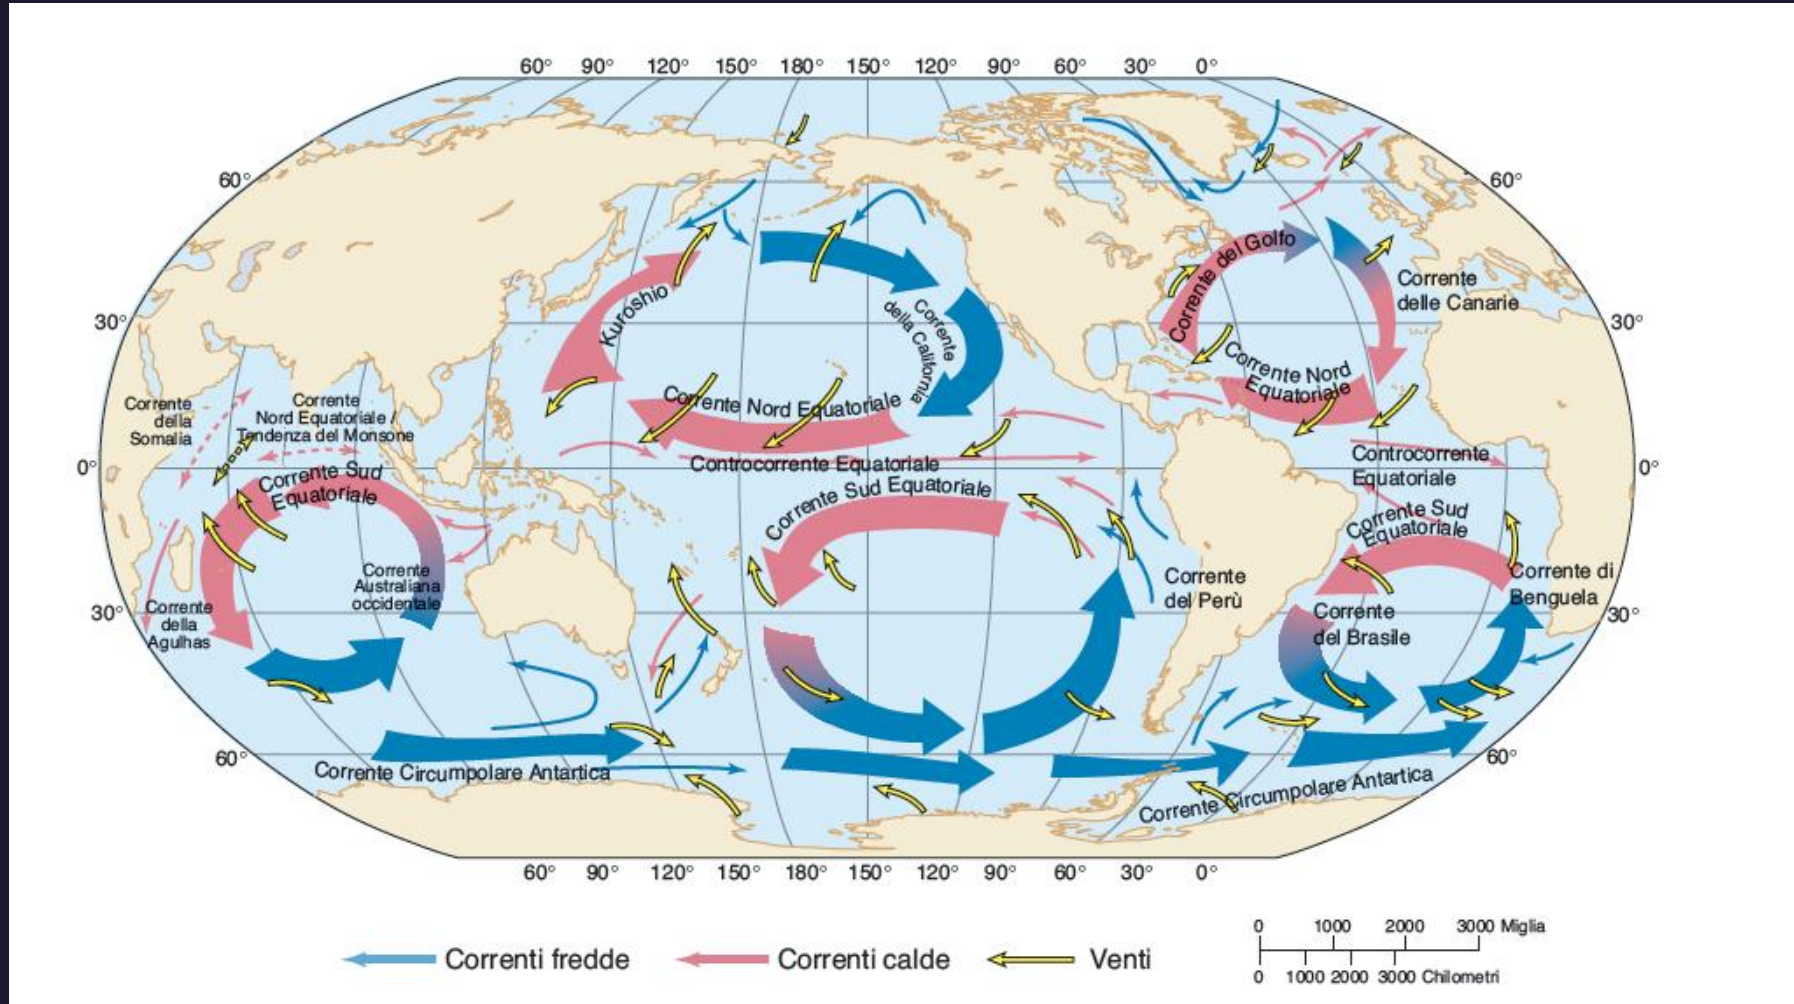 60° 90° 120° 150° 180° 150° 120° 90° 60° 30° 0°
60°
60°
Corrente del Golfo
Corrente
delle Canarie
Kuroshio
Corrente
della California
30°
30°
Corrente Nord
Equatoriale
Corrente Nord Equatoriale
Corrente
della
Somalia
Corrente
Nord Equatoriale /
Tendenza del Monsone
0°
0°
Controcorrente Equatoriale
Controcorrente
Equatoriale
Corrente Sud
Equatoriale
Corrente Sud Equatoriale
Corrente Sud
Equatoriale
Corrente
Australiana
occidentale
Corrente
del Perù
Corrente di
Benguela
Corrente
della
Agulhas
Corrente
del Brasile
30°
30°
60°
60°
Corrente Circumpolare Antartica
Corrente Circumpolare Antartica
60° 90° 120° 150° 180° 150° 120° 90° 60° 30° 0°
Correnti fredde
Correnti calde
Venti
0 1000 2000 3000 Miglia
0 1000 2000 3000 Chilometri